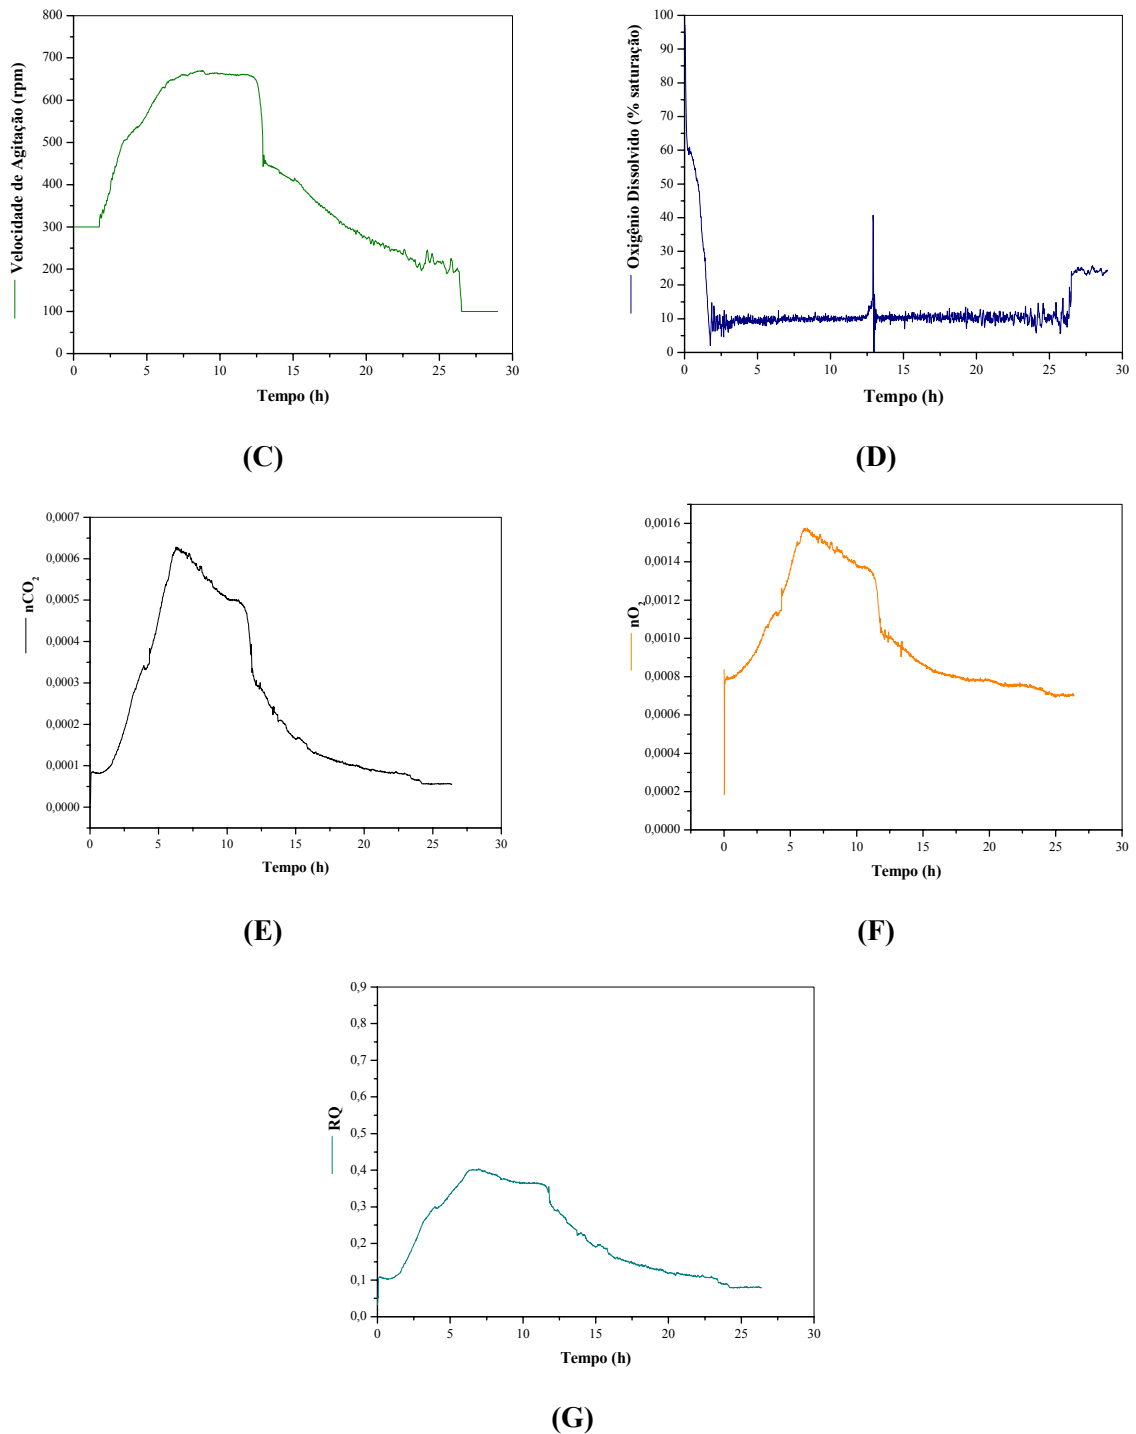 Velocidade de Agitação (rpm)
800
700
600
500
400
300
200
100
0
0 5 10 15 20 25 30
Tempo (h)
(C)
Oxigênio Dissolvido (% saturação)
100
90
80
70
60
50
40
30
20
10
0
0 5 10 15 20 25 30
Tempo (h)
(D)
nCO2
0,0007
0,0006
0,0005
0,0004
0,0003
0,0002
0,0001
0,0000
0 5 10 15 20 25 30
Tempo (h)
(E)
nO2
0,0016
0,0014
0,0012
0,0010
0,0008
0,0006
0,0004
0,0002
0,0000
0 5 10 15 20 25 30
Tempo (h)
(F)
RQ
0,9
0,8
0,7
0,6
0,5
0,4
0,3
0,2
0,1
0,0
0 5 10 15 20 25 30
Tempo (h)
(G)